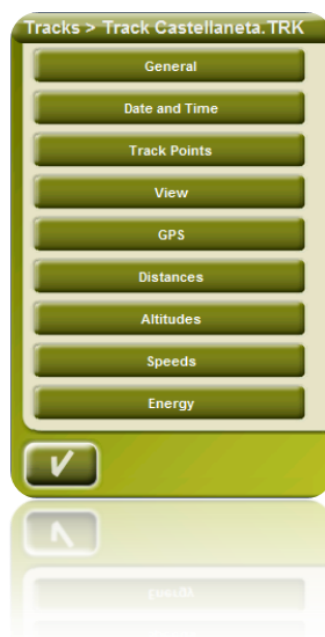 Tracks > Track Castellaneta.TRK
General
Date and Time
Track Points
View
GPS
Distances
Altitudes
Speeds
Energy